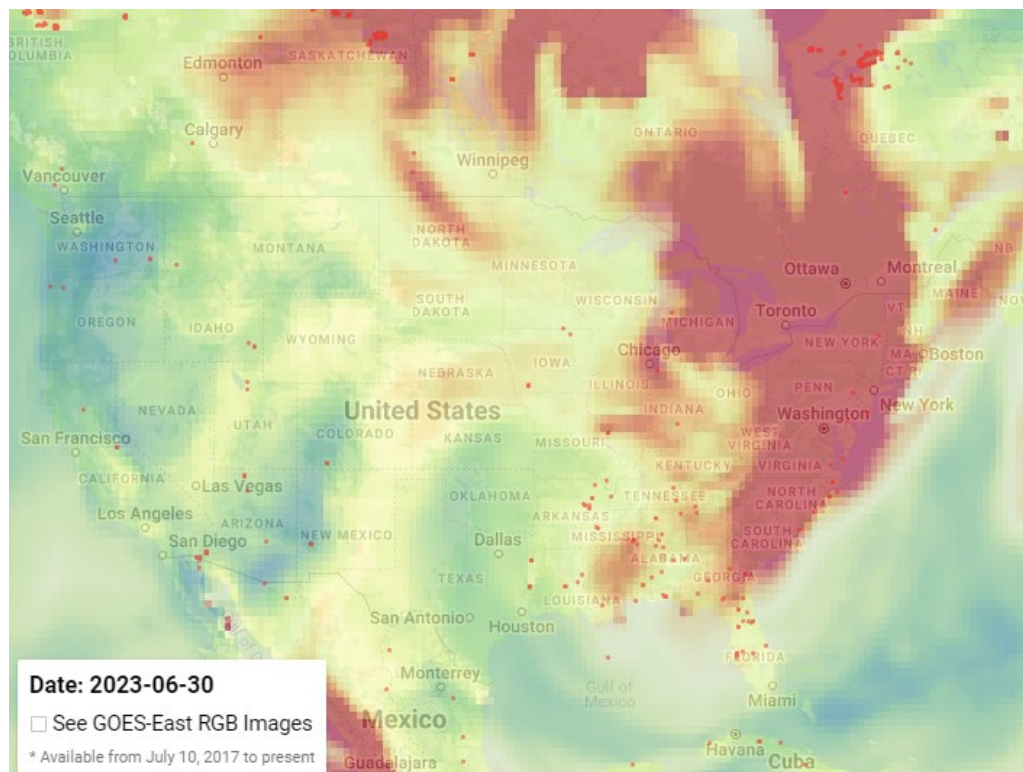 BRITISH
COLUMBIA
Edmonton
SASKATCHEWAN
Calgary
ONTARIO
QUEBEC
Winnipeg
Vancouver
Seattle
WASHINGTON
MONTANA
NORTH
DAKOTA
MINNESOTA
Ottawa
Montreal
NB
MAINE
NOV
SOUTH
DAKOTA
WISCONSIN
MICHIGAN
Toronto
VT
NH
OREGON
IDAHO
WYOMING
Chicago
NEW YORK
MA
Boston
CT RI
IOWA
NEBRASKA
ILLINOIS
INDIANA
OHIO
PENN
New York
NEVADA
United States
Washington
UTAH
COLORADO
KANSAS
MISSOURI
WEST
VIRGINIA
San Francisco
KENTUCKY
VIRGINIA
CALIFORNIA
Las Vegas
OKLAHOMA
TENNESSEE
NORTH
CAROLINA
Los Angeles
ARIZONA
NEW MEXICO
ARKANSAS
MISSISSIPPI
SOUTH
CAROLINA
San Diego
Dallas
ALABAMA
TEXAS
GEORGIA
LOUISIANA
San Antonio
Houston
FLORIDA
Monterrey
Gulf of
Mexico
Miami
Mexico
Havana
Cuba
Guadalajara
Date: 2023-06-30
See GOES-East RGB Images
* Available from July 10, 2017 to present